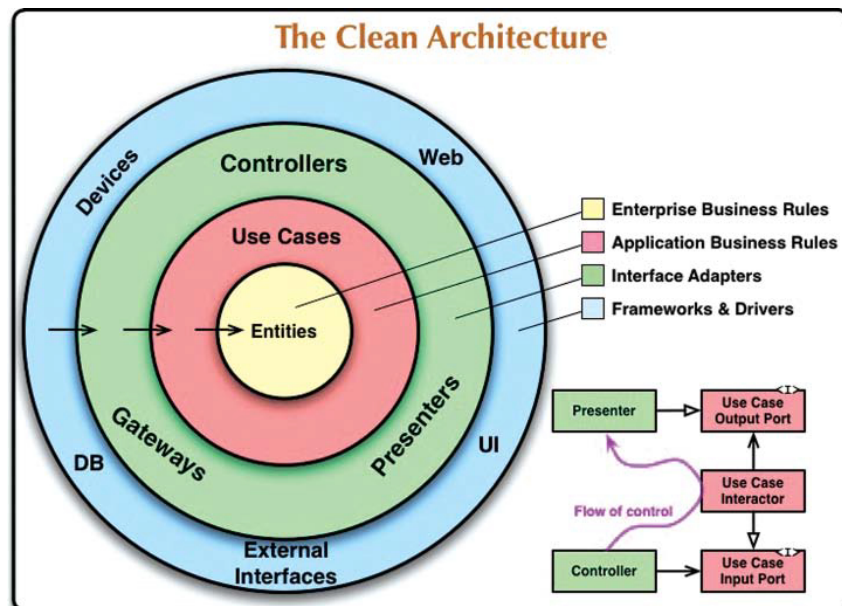 The Clean Architecture
Devices
Web
Controllers
Use Cases
Entities
Gateways
Presenters
DB
UI
External
Interfaces
Enterprise Business Rules
Application Business Rules
Interface Adapters
Frameworks & Drivers
Presenter
<I>
Use Case
Output Port
Use Case
Interactor
Flow of control
Controller
<I>
Use Case
Input Port